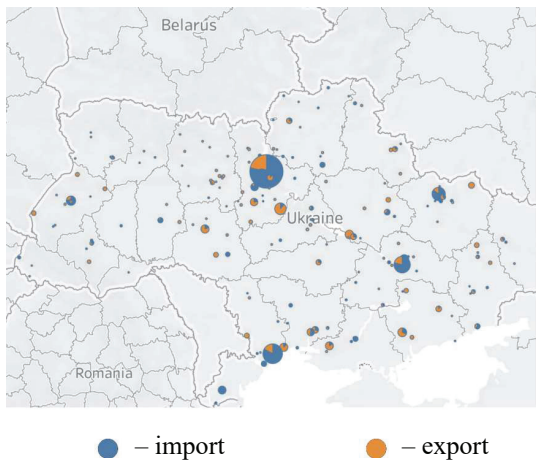 Belarus
Ukraine
Romania
– import
– export